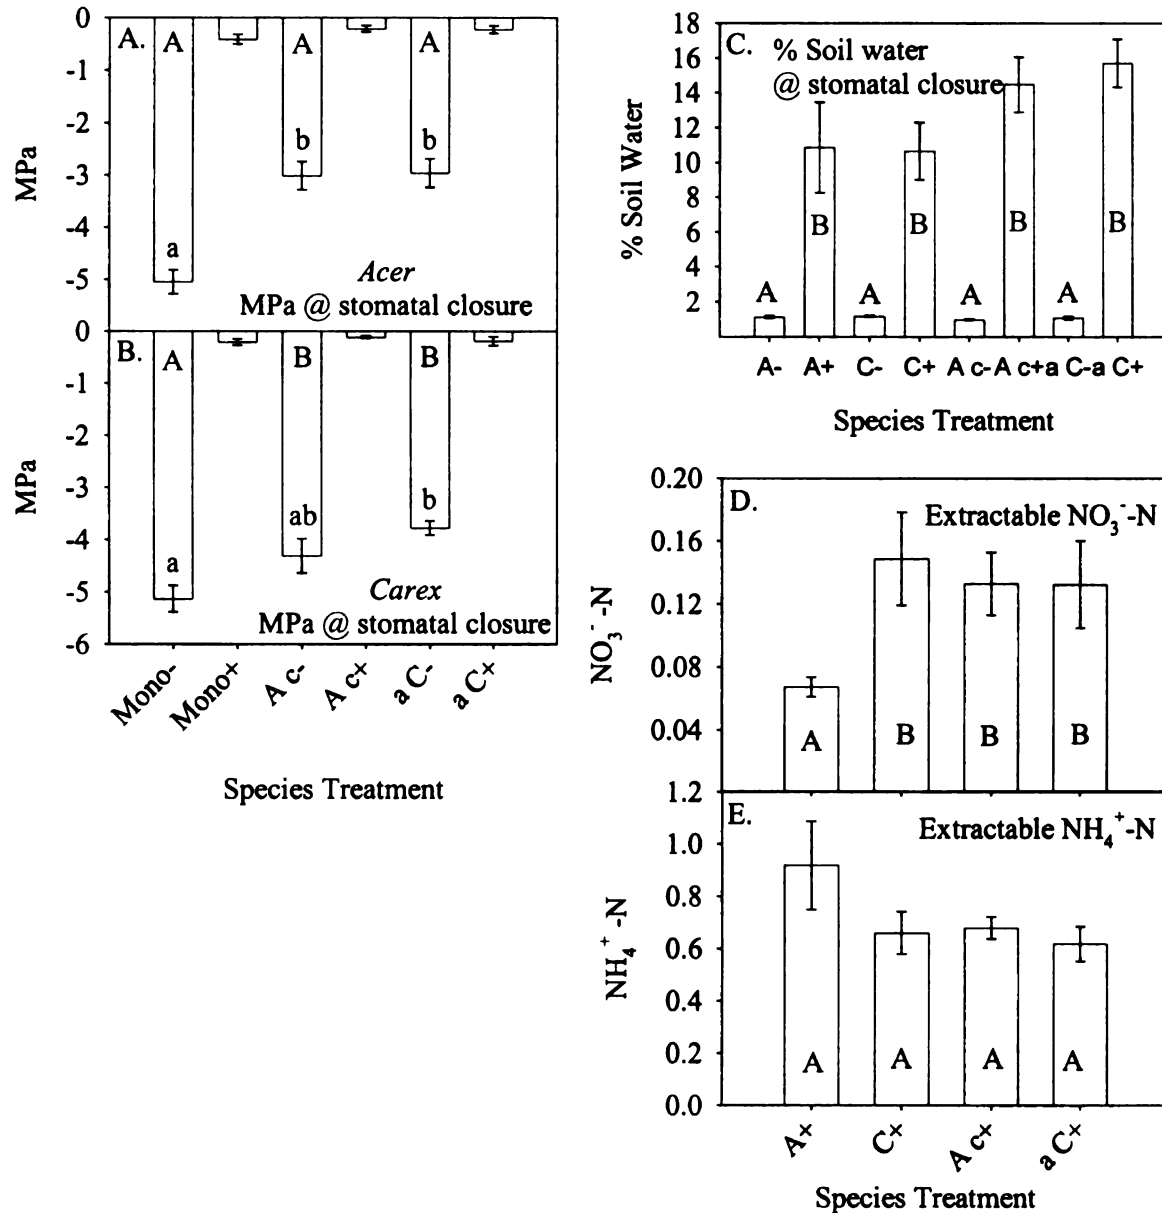 A.
0
-1
-2
-3
-4
-5
MPa
A
A
A
a
b
b
Acer
MPa @ stomatal closure
B.
0
-1
-2
-3
-4
-5
-6
MPa
A
B
B
a
ab
b
Carex
MPa @ stomatal closure
Mono-
Mono+
A c-
A c+
a C-
a C+
Species Treatment
C.
% Soil water
@ stomatal closure
18
16
14
12
10
8
6
4
2
% Soil Water
A
B
A
B
A
B
A
B
A- A+ C- C+ A c- A c+ a C- a C+
Species Treatment
D.
Extractable NO₃⁻-N
0.20
0.16
0.12
0.08
0.04
NO₃⁻-N
A
B
B
B
E.
Extractable NH₄⁺-N
1.2
1.0
0.8
0.6
0.4
0.2
0.0
NH₄⁺-N
A
A
A
A
A+
C+
A c+
a C+
Species Treatment